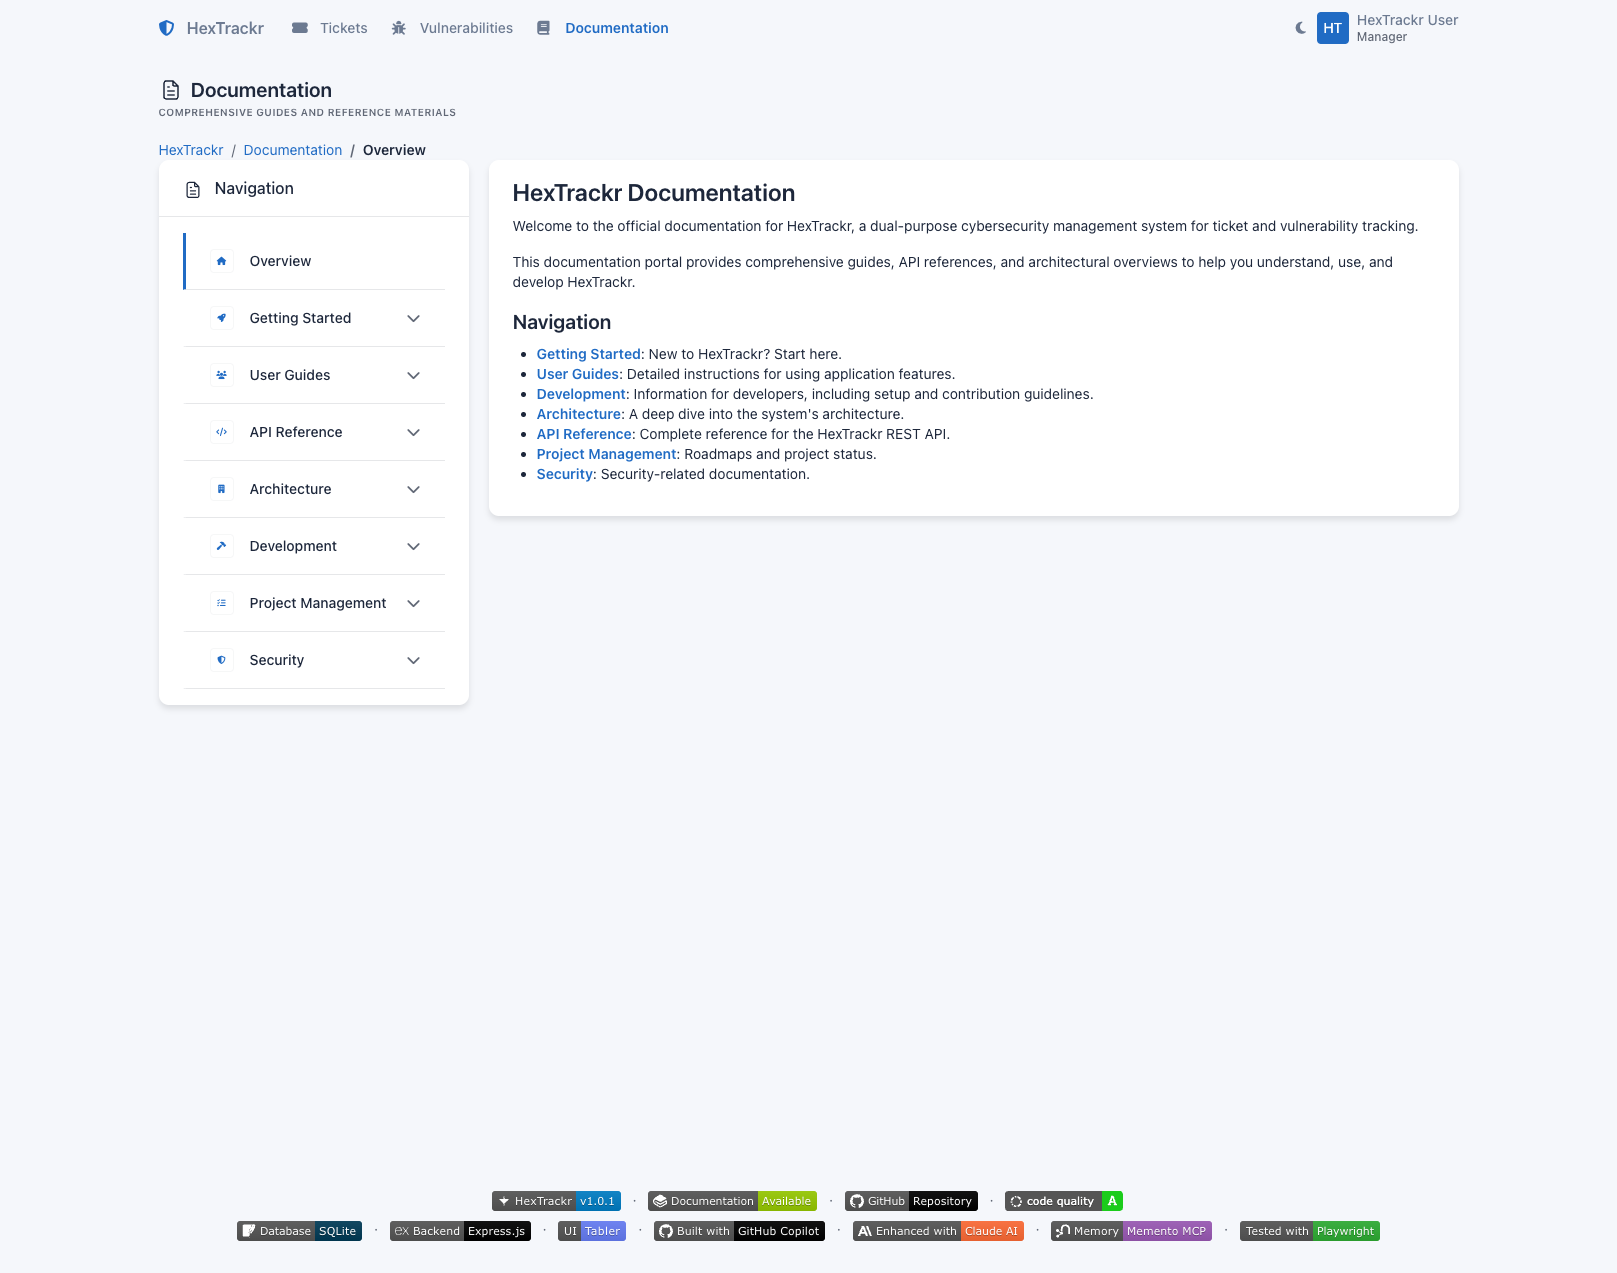 HexTrackr Tickets Vulnerabilities Documentation
HT HexTrackr User
Manager
Documentation
COMPREHENSIVE GUIDES AND REFERENCE MATERIALS
HexTrackr / Documentation / Overview
Navigation
Overview
Getting Started
User Guides
API Reference
Architecture
Development
Project Management
Security
HexTrackr Documentation
Welcome to the official documentation for HexTrackr, a dual-purpose cybersecurity management system for ticket and vulnerability tracking.
This documentation portal provides comprehensive guides, API references, and architectural overviews to help you understand, use, and
develop HexTrackr.
Navigation
• Getting Started: New to HexTrackr? Start here.
• User Guides: Detailed instructions for using application features.
• Development: Information for developers, including setup and contribution guidelines.
• Architecture: A deep dive into the system's architecture.
• API Reference: Complete reference for the HexTrackr REST API.
• Project Management: Roadmaps and project status.
• Security: Security-related documentation.
HexTrackr v1.0.1 · Documentation Available · GitHub Repository · code quality A
Database SQLite · ex Backend Express.js · UI Tabler · Built with GitHub Copilot · Enhanced with Claude AI · Memory Memento MCP · Tested with Playwright